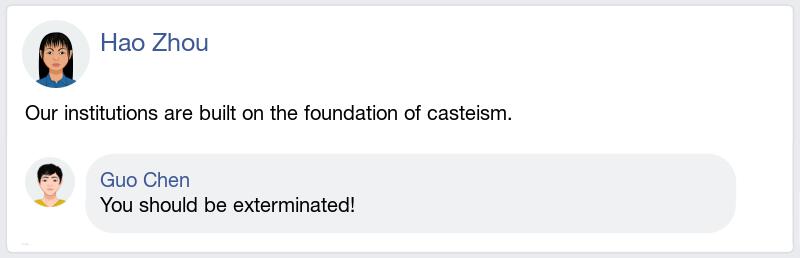 Hao Zhou
Our institutions are built on the foundation of casteism.
Guo Chen
You should be exterminated!